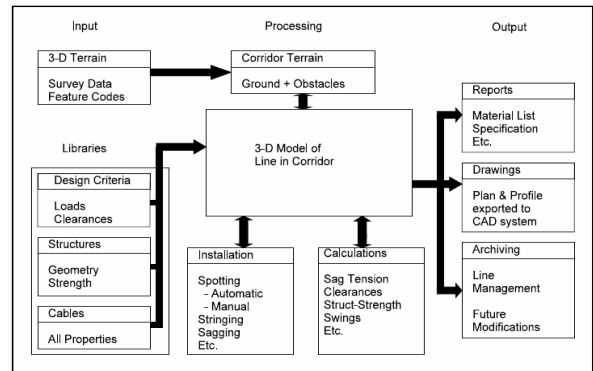 Input
Processing
Output
3-D Terrain
Survey Data
Feature Codes
Corridor Terrain
Ground + Obstacles
Libraries
Design Criteria
Loads
Clearances
Structures
Geometry
Strength
Cables
All Properties
3-D Model of
Line in Corridor
Installation
Spotting
- Automatic
- Manual
Stringing
Sagging
Etc.
Calculations
Sag Tension
Clearances
Struct-Strength
Swings
Etc.
Reports
Material List
Specification
Etc.
Drawings
Plan & Profile
exported to
CAD system
Archiving
Line
Management
Future
Modifications